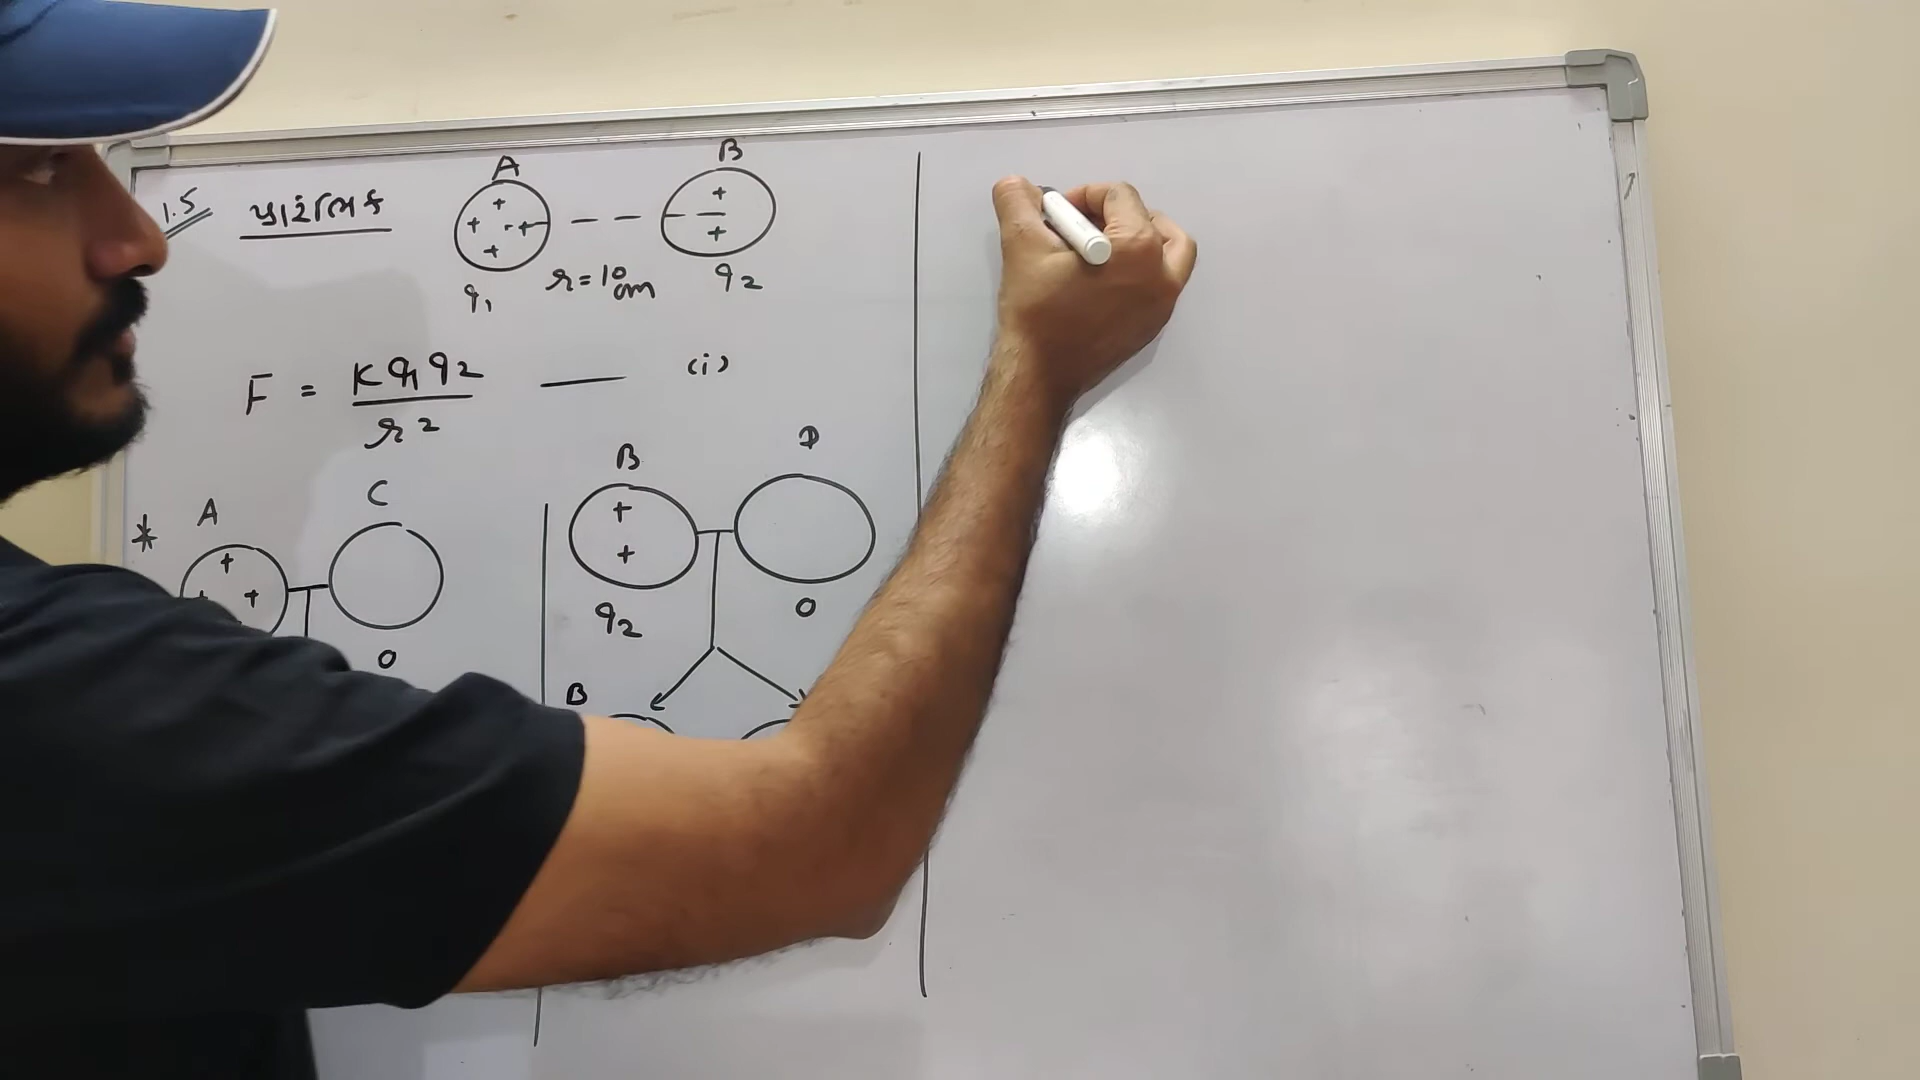 1.5 પ્રારંભિક
A B
+ + + + + +
q₁ r = 10 cm q₂
F = Kq₁q₂ / r² —— (i)
* A C
+ + +
0
B D
+ +
q₂ 0
B